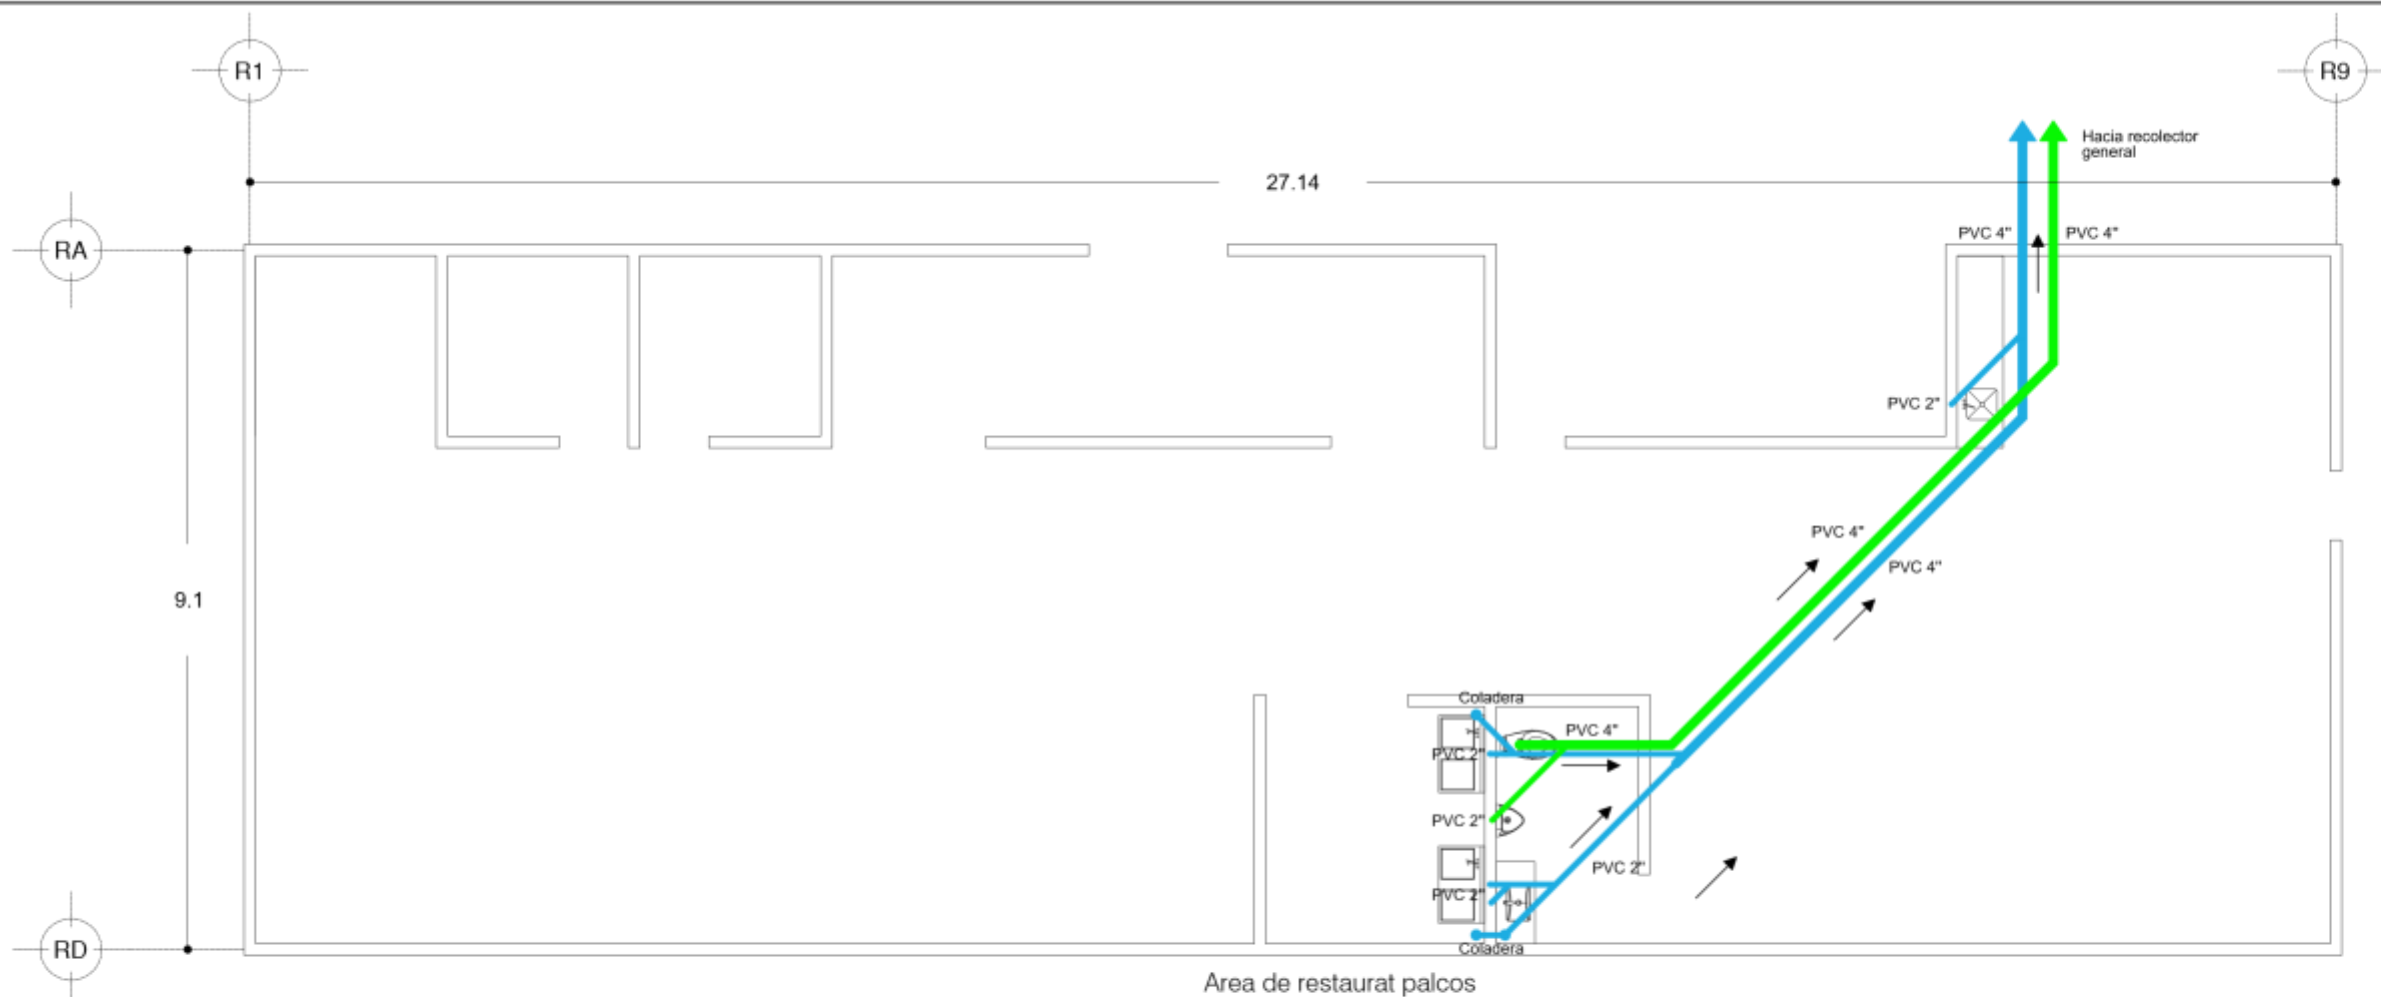 R1
R9
Hacia recolector
general
27.14
RA
PVC 4"
PVC 4"
PVC 2"
PVC 4"
PVC 4"
9.1
Coladera
PVC 4"
PVC 2"
PVC 2"
PVC 2"
PVC 2"
RD
Coladera
Area de restaurat palcos